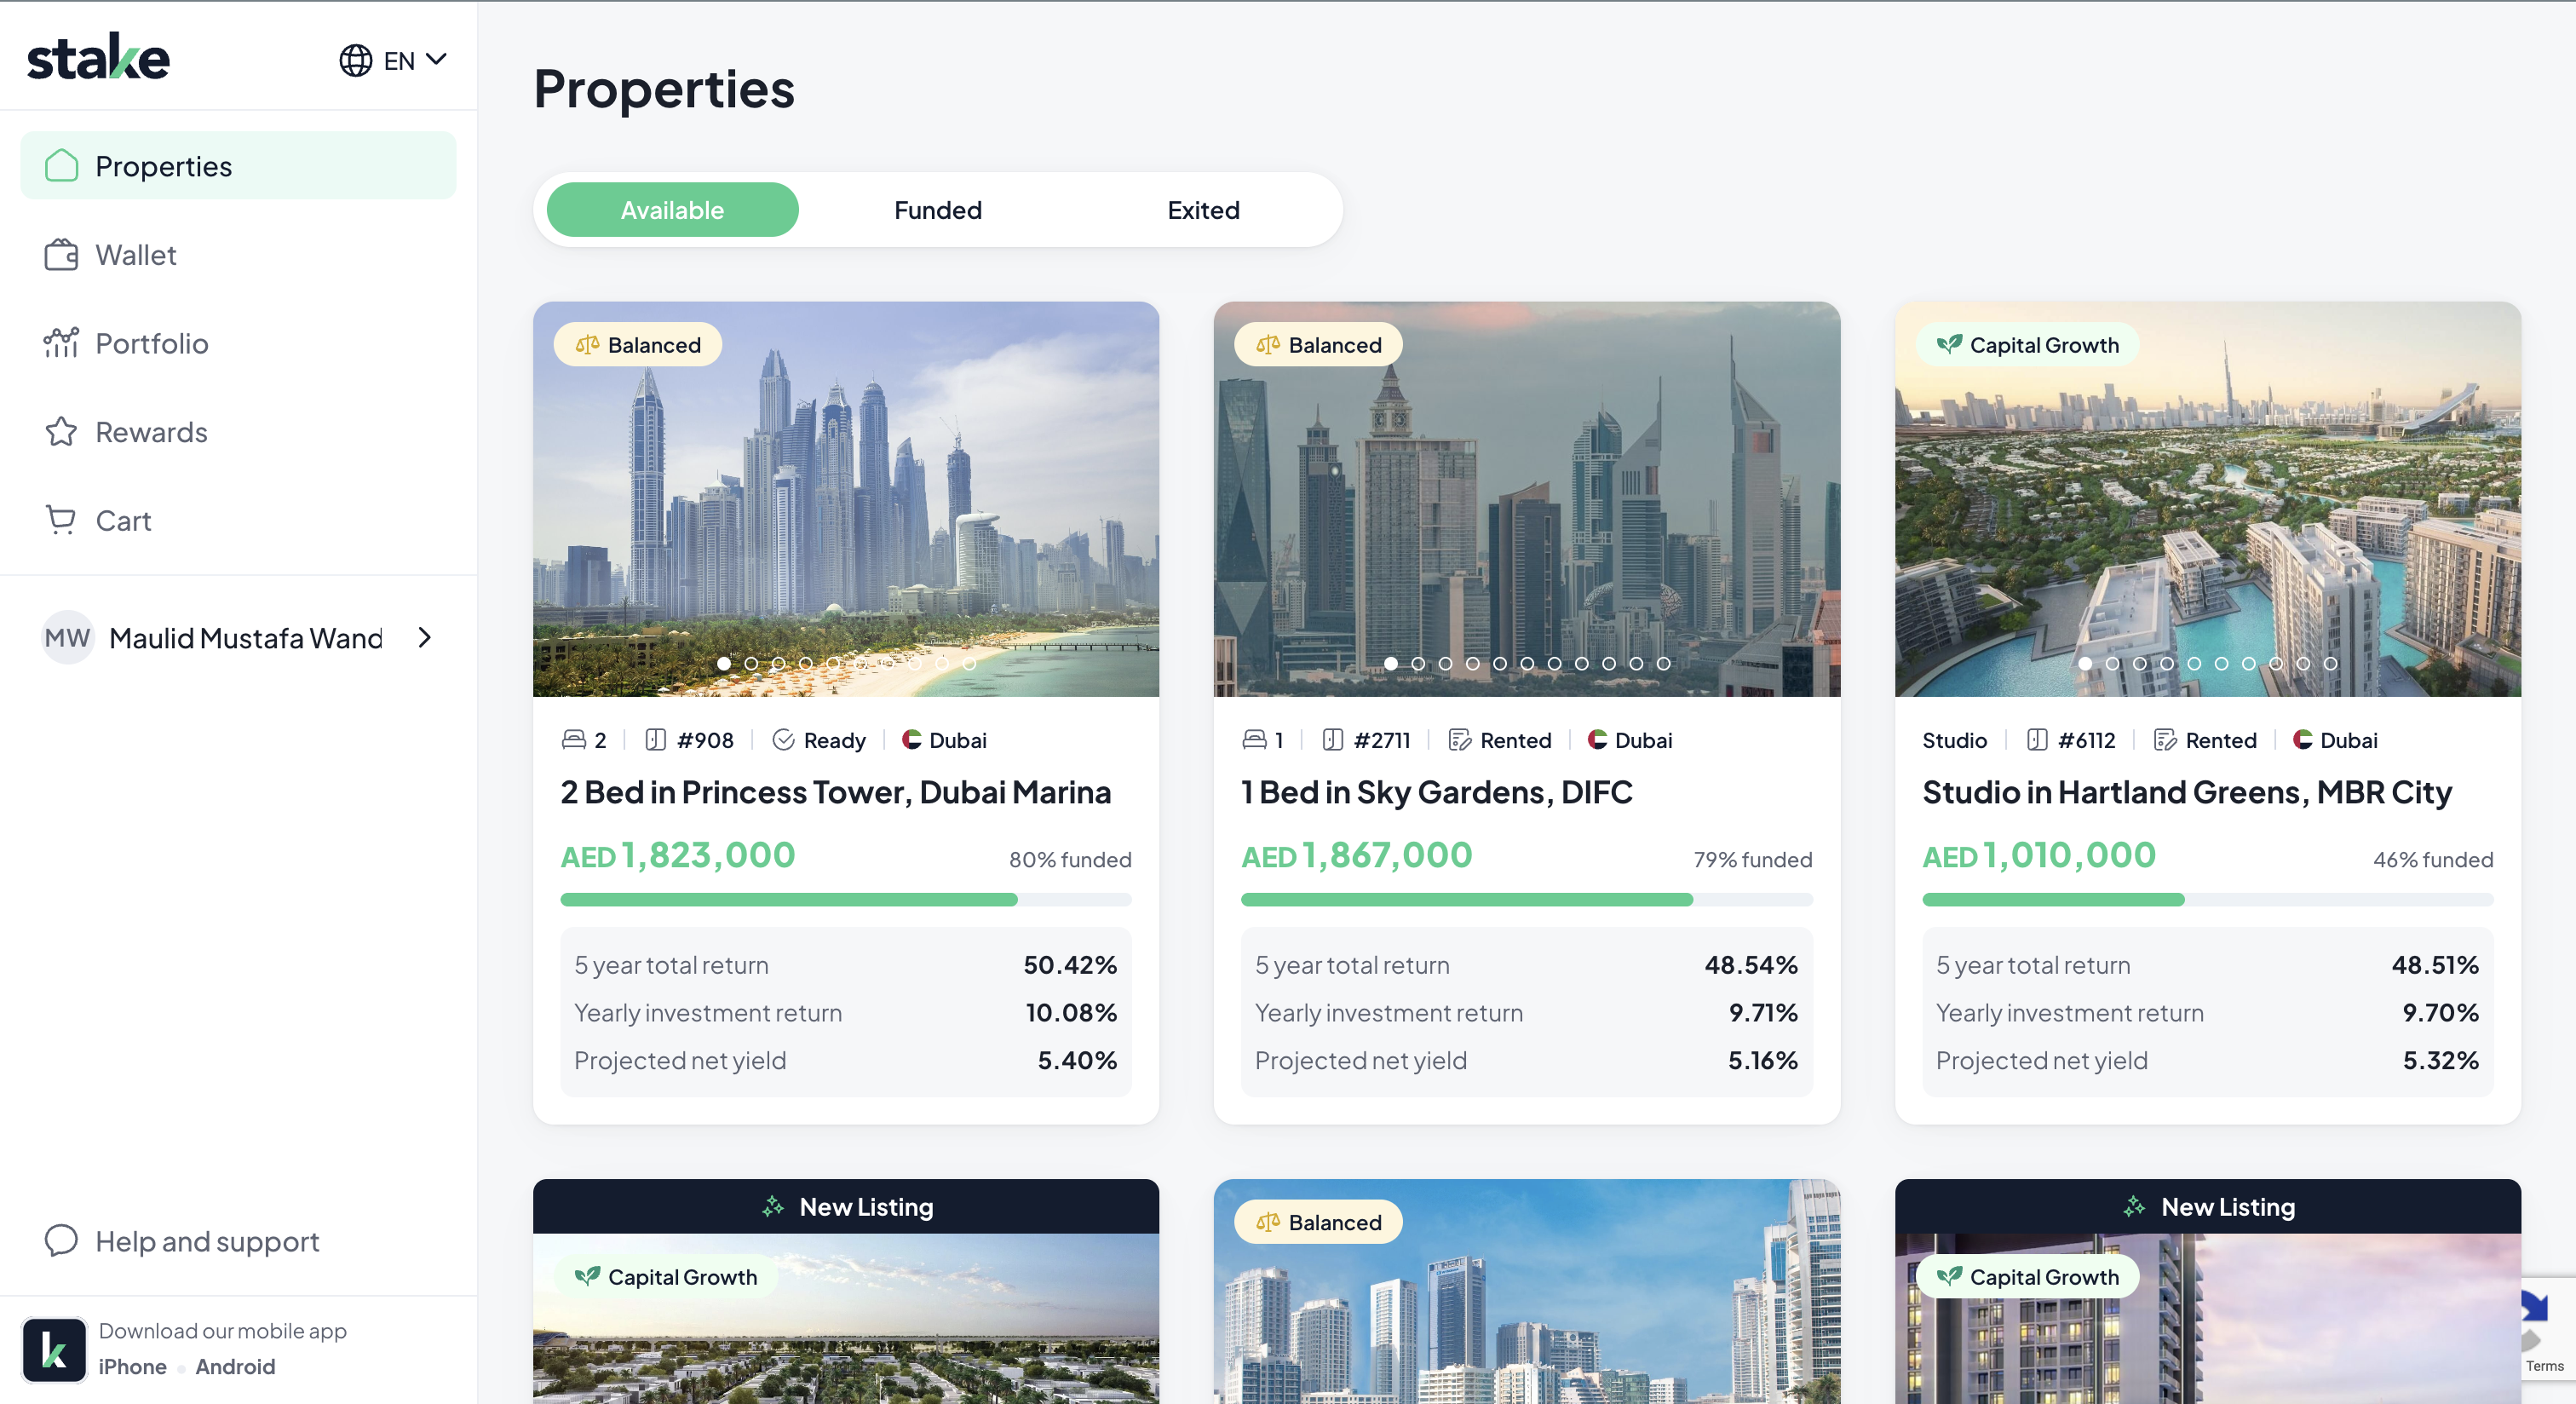 stake
EN
Properties
Wallet
Portfolio
Rewards
Cart
MW Maulid Mustafa Wand
Help and support
Download our mobile app
iPhone Android
Properties
Available Funded Exited
Balanced
2 #908 Ready Dubai
2 Bed in Princess Tower, Dubai Marina
AED 1,823,000 80% funded
5 year total return 50.42%
Yearly investment return 10.08%
Projected net yield 5.40%
Balanced
1 #2711 Rented Dubai
1 Bed in Sky Gardens, DIFC
AED 1,867,000 79% funded
5 year total return 48.54%
Yearly investment return 9.71%
Projected net yield 5.16%
Capital Growth
Studio #6112 Rented Dubai
Studio in Hartland Greens, MBR City
AED 1,010,000 46% funded
5 year total return 48.51%
Yearly investment return 9.70%
Projected net yield 5.32%
New Listing
Capital Growth
Balanced
New Listing
Capital Growth
Terms